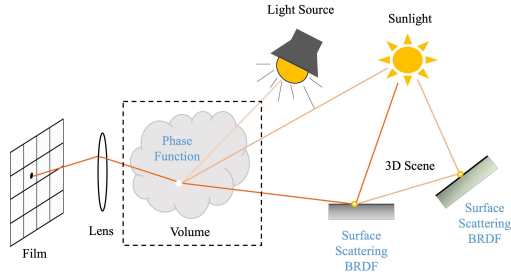 Light Source
Sunlight
Phase
Function
3D Scene
Film
Lens
Volume
Surface
Scattering
BRDF
Surface
Scattering
BRDF